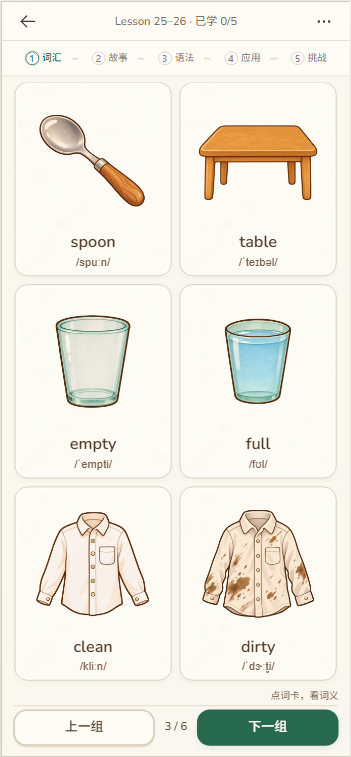 Lesson 25-26 · 已学 0/5
1 词汇 2 故事 3 语法 4 应用 5 挑战
spoon table
/spuːn/ /ˈteɪbəl/
empty full
/ˈempti/ /fʊl/
clean dirty
/kliːn/ /ˈdɝːt̬i/
点词卡，看词义
上一组 3 / 6 下一组